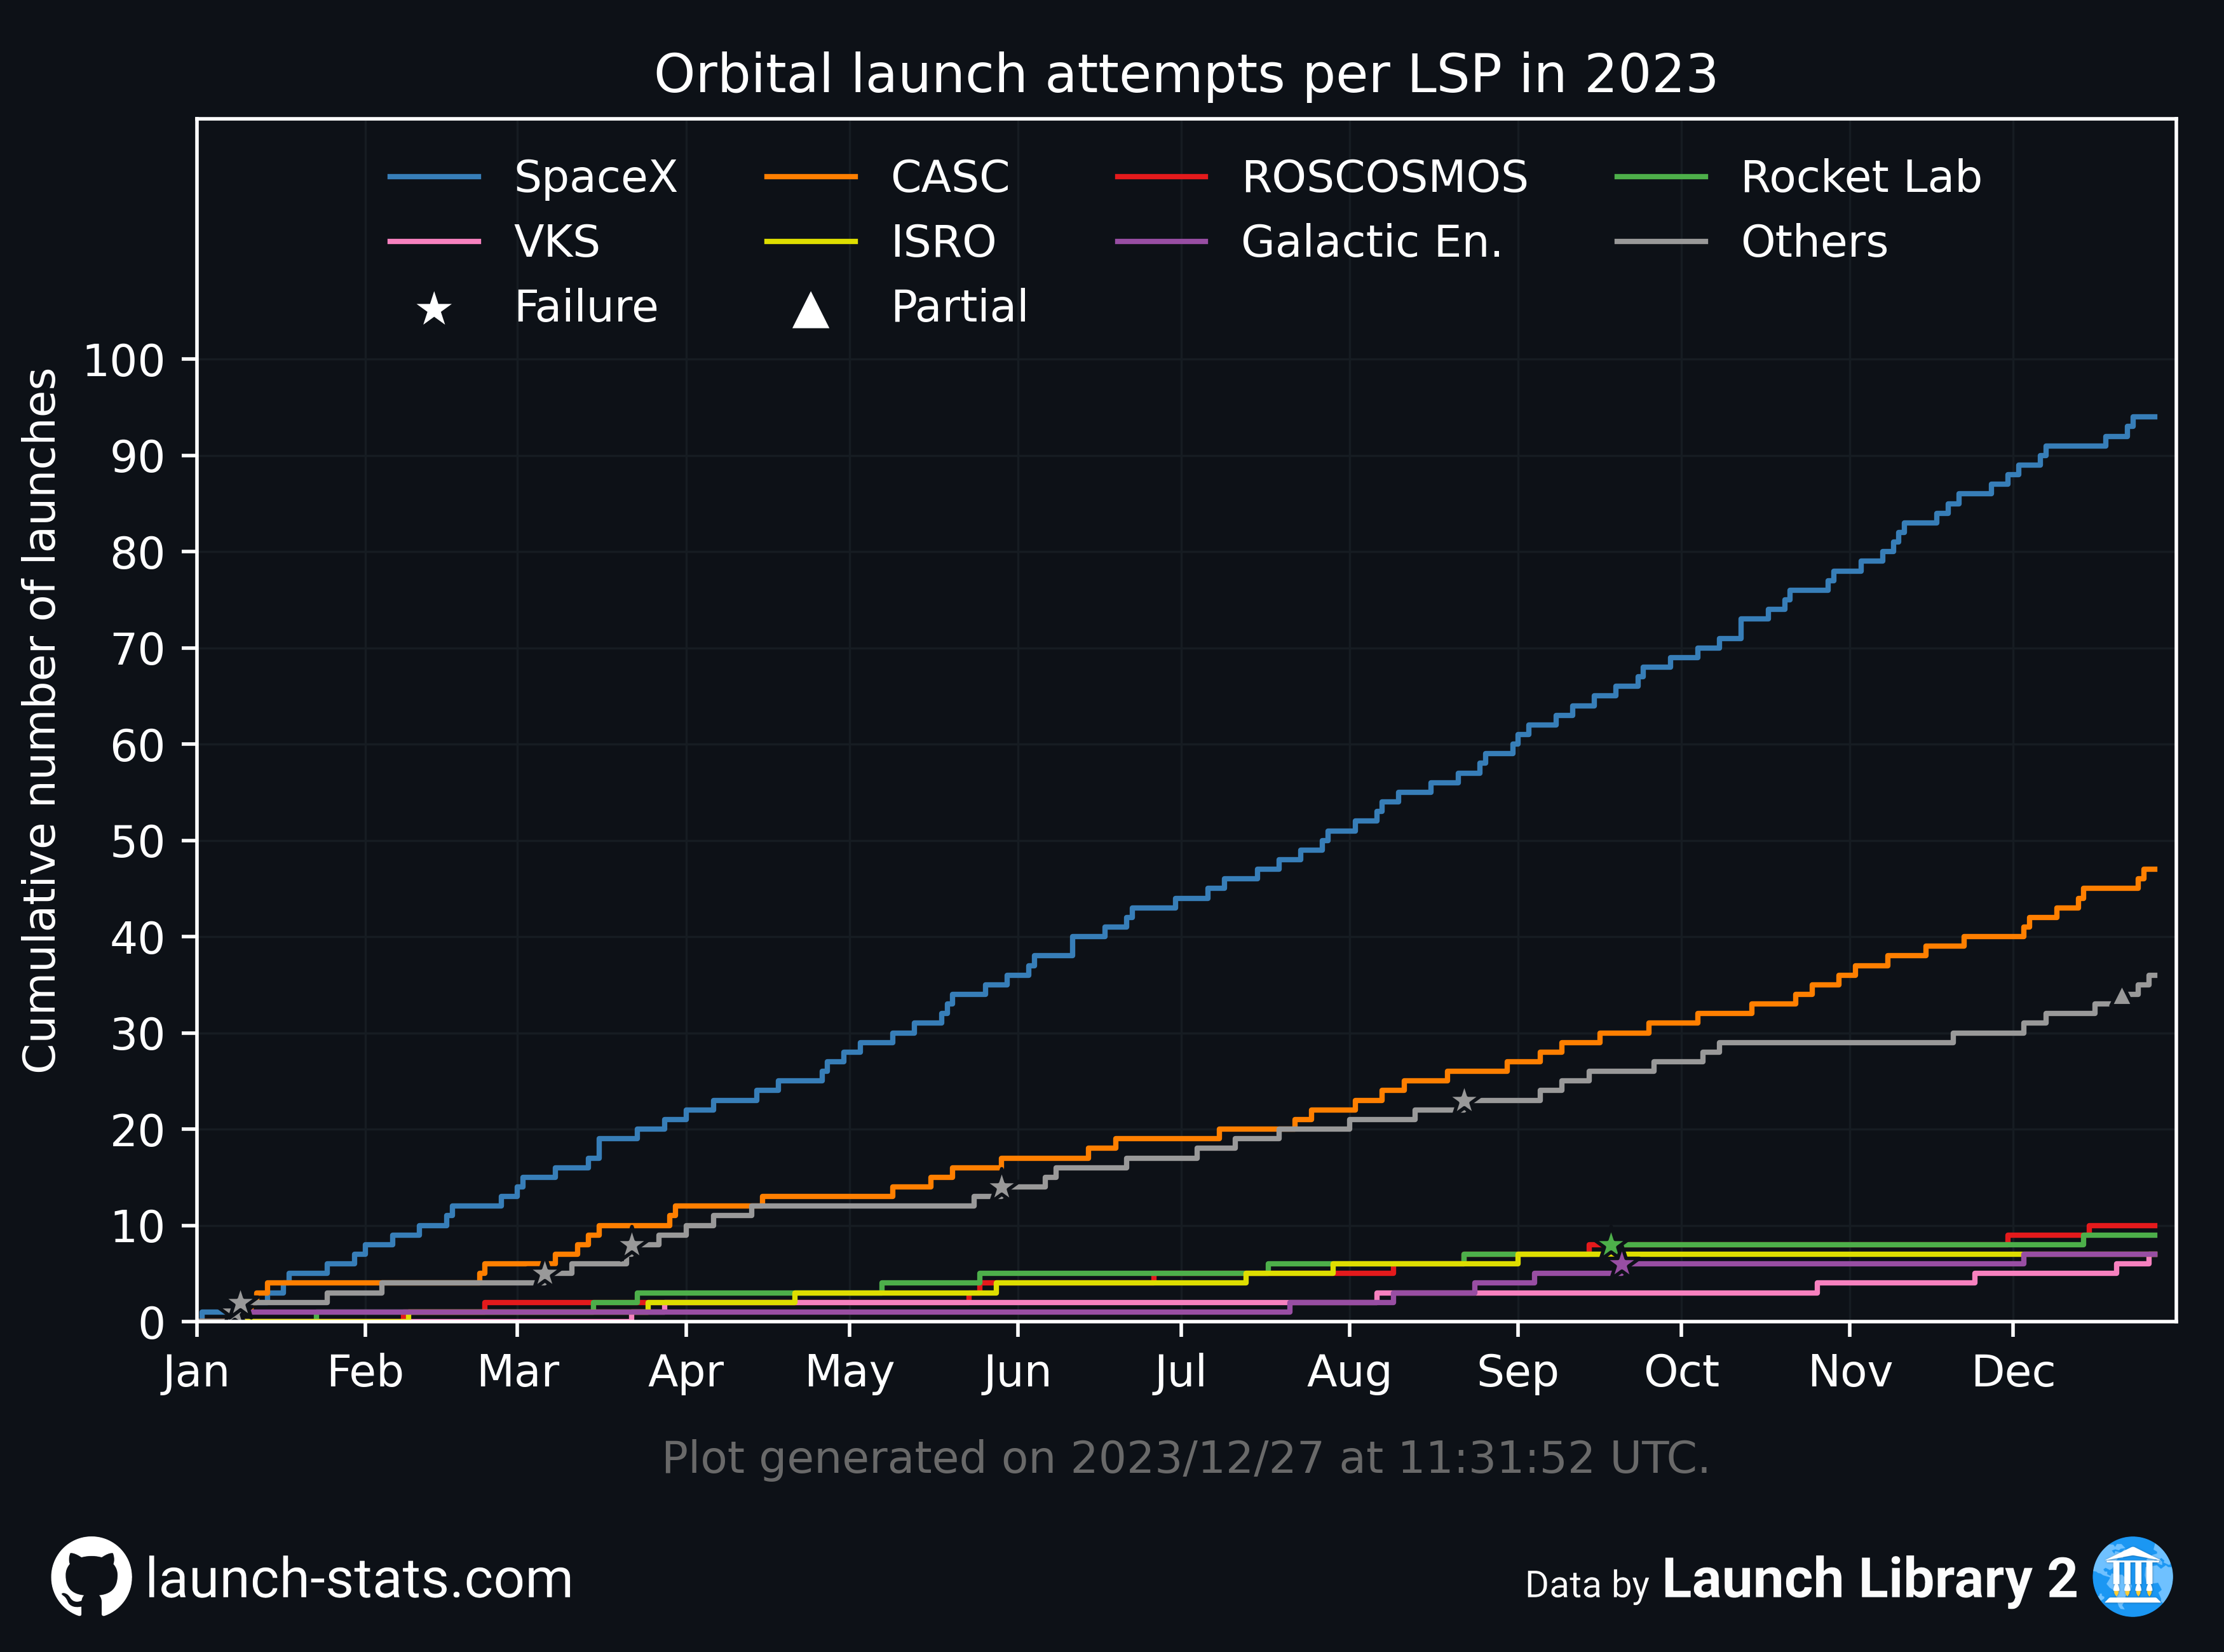 Orbital launch attempts per LSP in 2023
SpaceX CASC ROSCOSMOS Rocket Lab
VKS ISRO Galactic En. Others
Failure Partial
Cumulative number of launches
100
90
80
70
60
50
40
30
20
10
0
Jan Feb Mar Apr May Jun Jul Aug Sep Oct Nov Dec
Plot generated on 2023/12/27 at 11:31:52 UTC.
launch-stats.com
Data by Launch Library 2